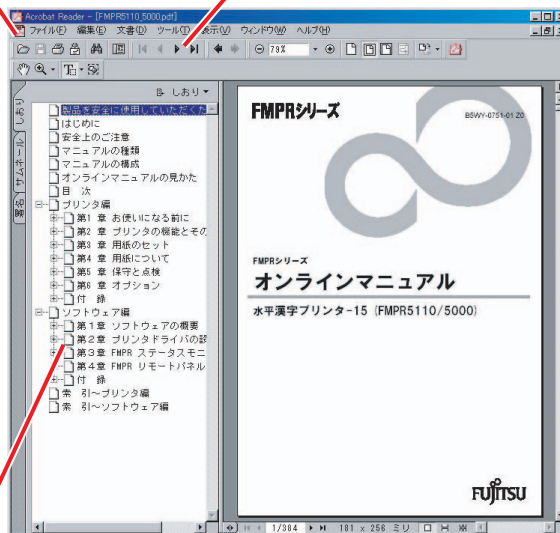 Acrobat Reader - [FMPR5110_5000.pdf]
ファイル(F) 編集(E) 文書(D) ツール(T) 表示(V) ウィンドウ(W) ヘルプ(H)
79%
しおり
サムネール
署名
しおり
製品を安全に使用していただくた
はじめに
安全上のご注意
マニュアルの種類
マニュアルの構成
オンラインマニュアルの見かた
目 次
プリンタ編
第1 章 お使いになる前に
第2 章 プリンタの機能とその
第3 章 用紙のセット
第4 章 用紙について
第5 章 保守と点検
第6 章 オプション
付 録
ソフトウェア編
第1章 ソフトウェアの概要
第2章 プリンタドライバの設
第3章 FMPR ステータスモニ
第4章 FMPR リモートパネル
付 録
索 引～プリンタ編
索 引～ソフトウェア編
FMPRシリーズ
B5WY-0751-01 Z0
FMPRシリーズ
オンラインマニュアル
水平漢字プリンタ-15 (FMPR5110/5000)
FUJITSU
1/384
181 x 256 ミリ